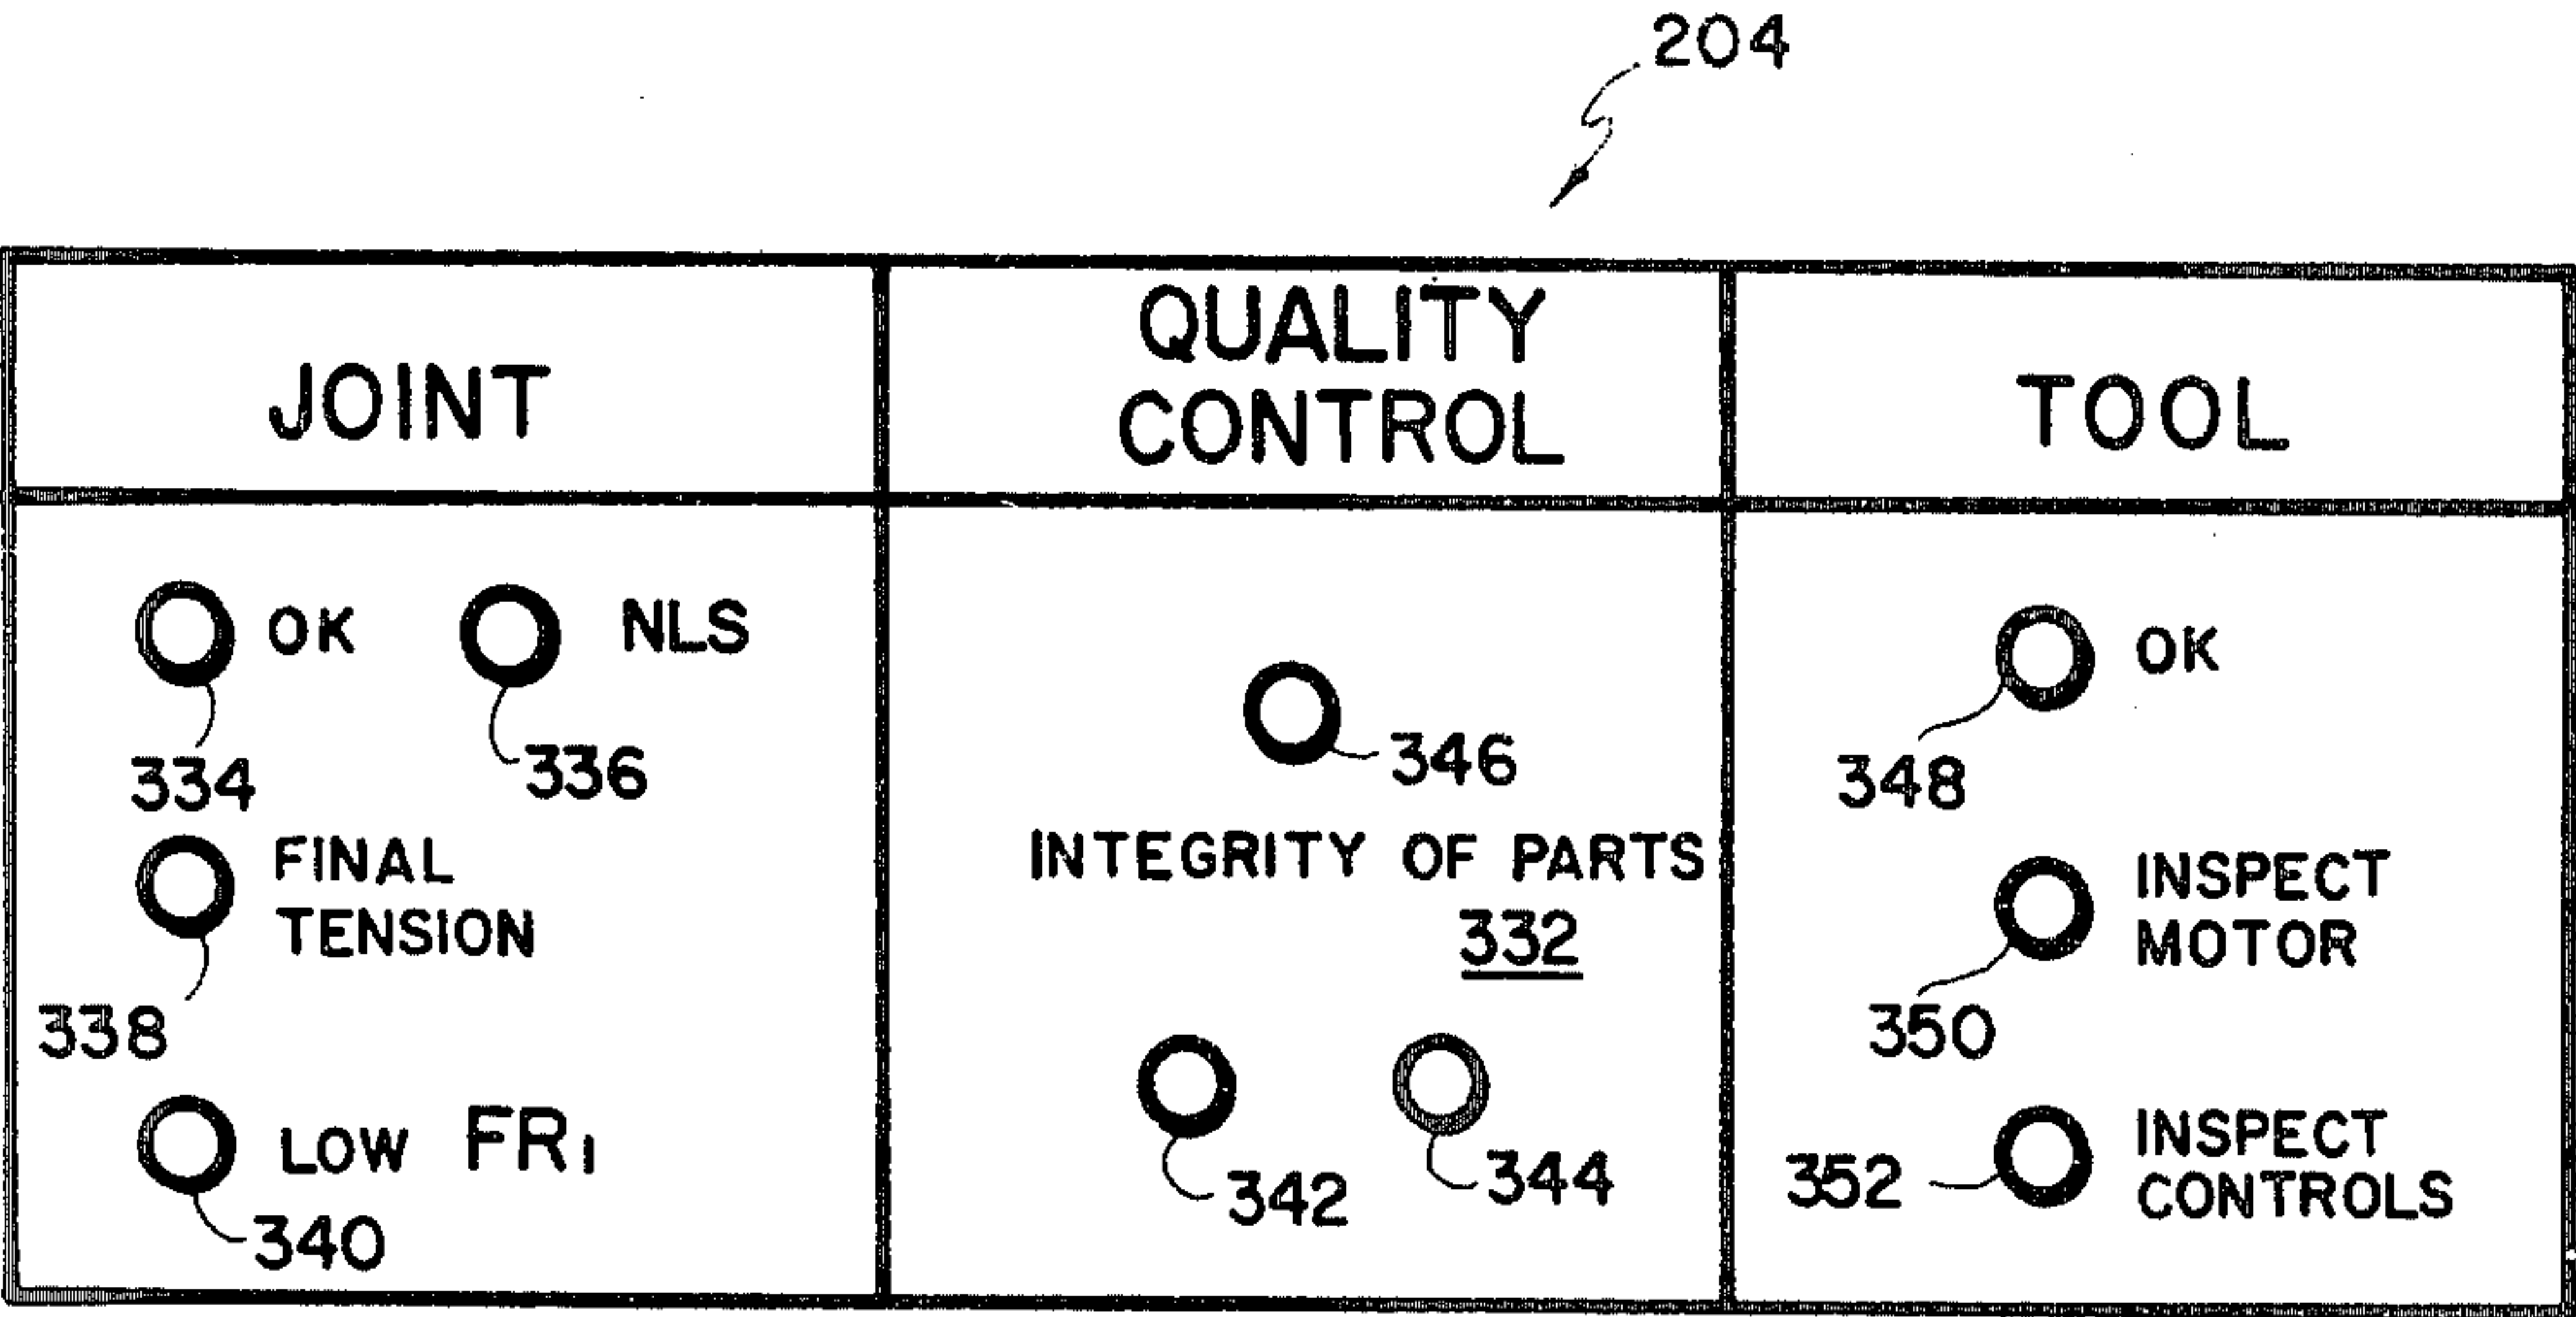 204
JOINT
QUALITY
CONTROL
TOOL
OK NLS
334 336
FINAL
TENSION
338
LOW FR₁
340
346
INTEGRITY OF PARTS
332
342 344
OK
348
INSPECT
MOTOR
350
INSPECT
CONTROLS
352